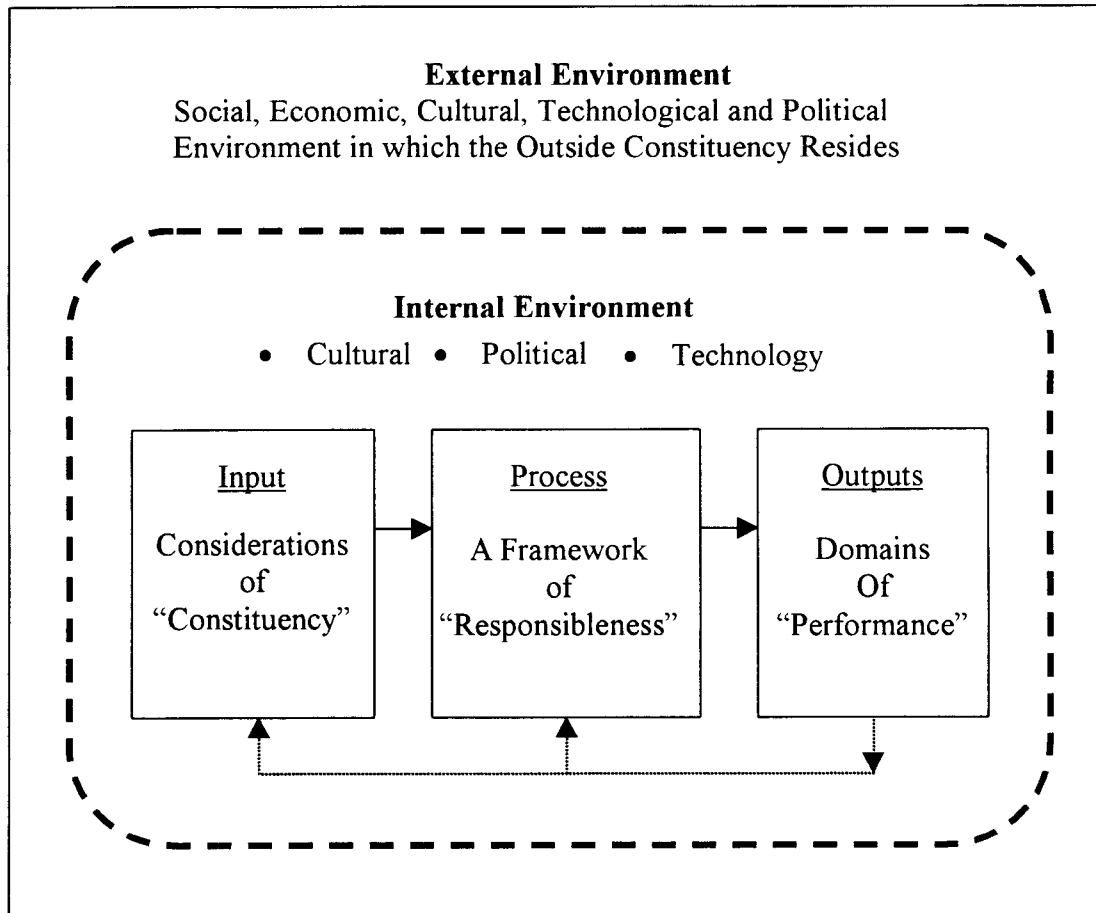 External Environment
Social, Economic, Cultural, Technological and Political
Environment in which the Outside Constituency Resides
Internal Environment
• Cultural • Political • Technology
Input
Considerations
of
“Constituency”
Process
A Framework
of
“Responsibleness”
Outputs
Domains
Of
“Performance”